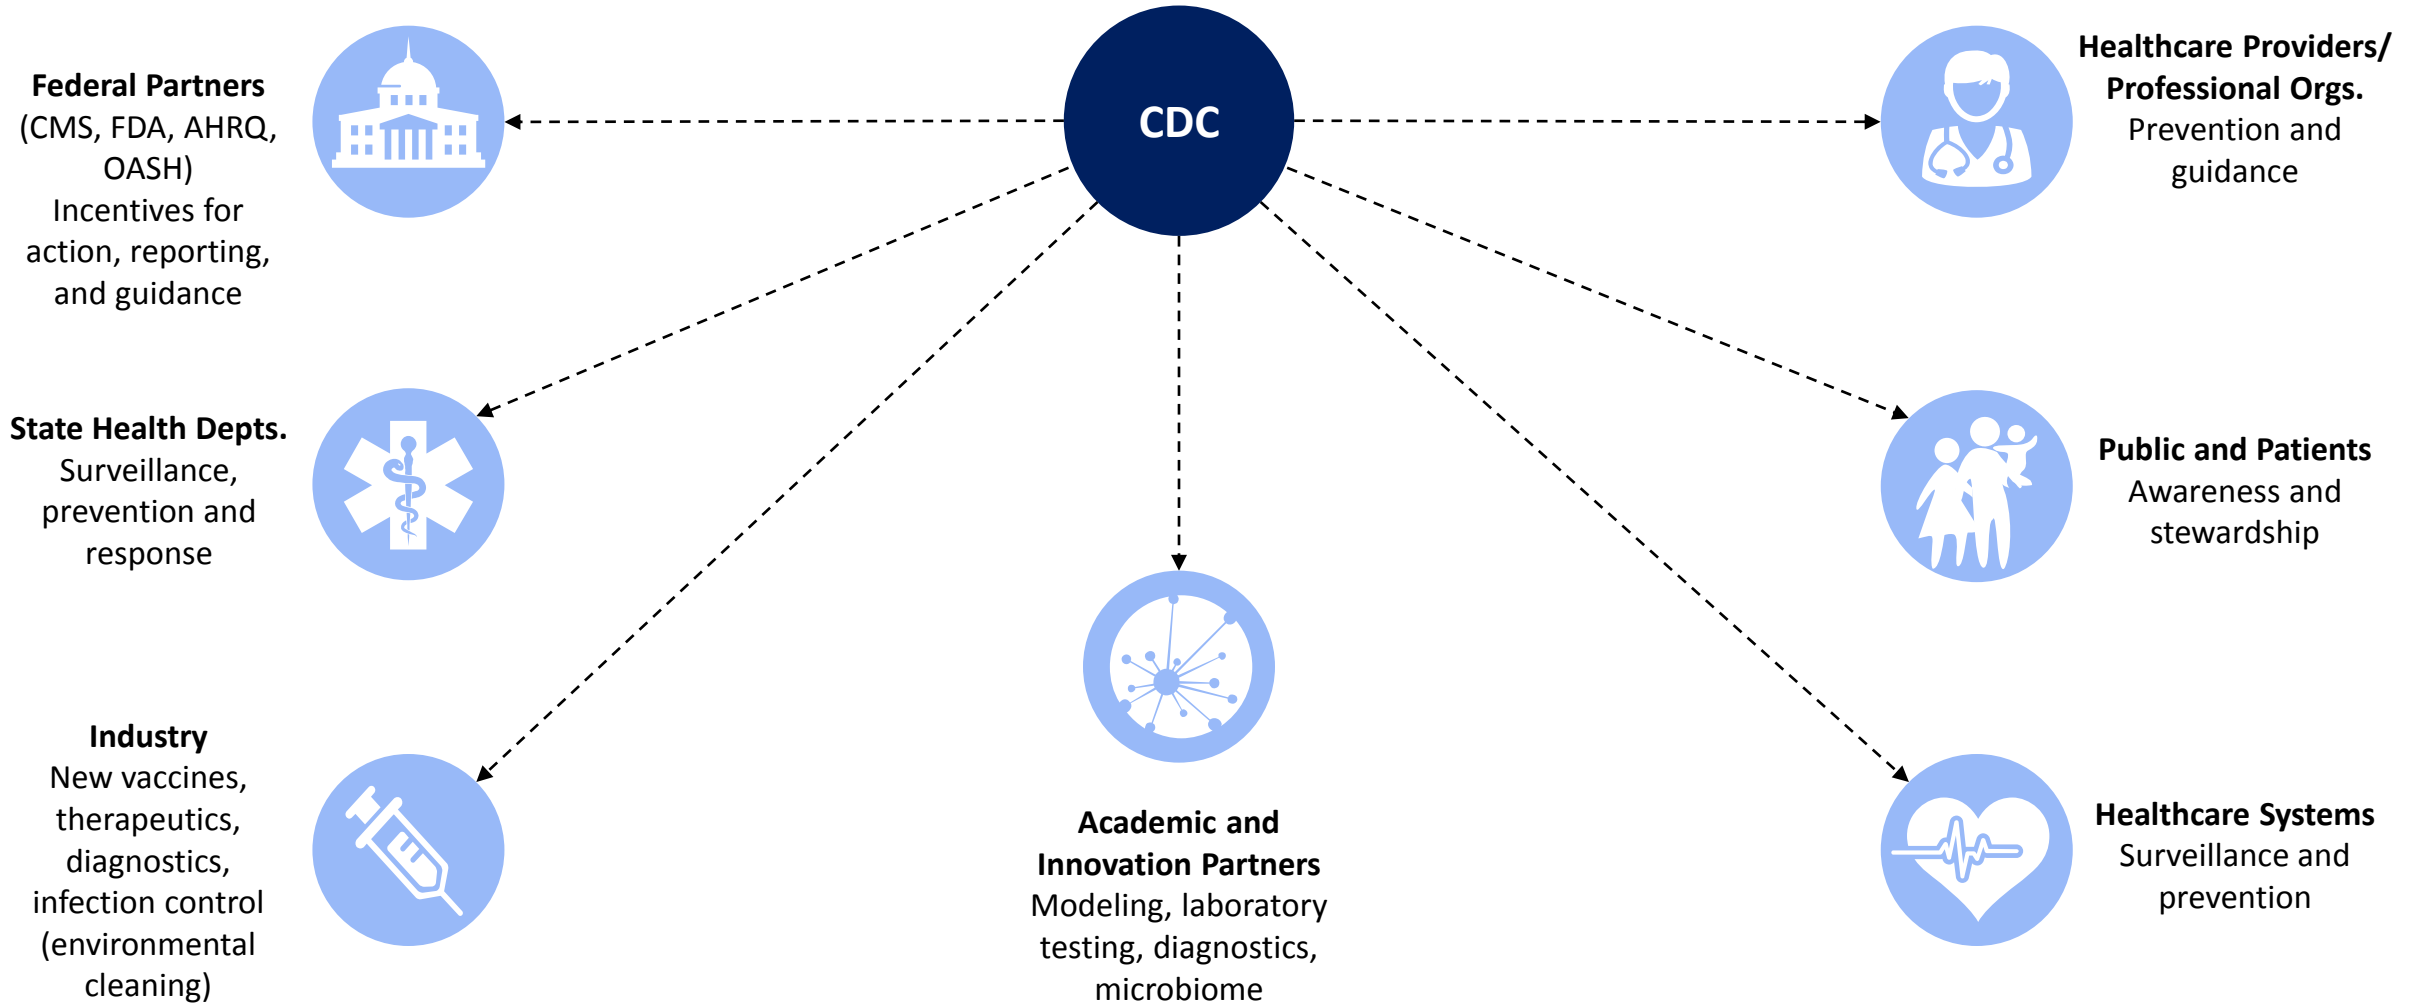 CDC
Federal Partners
(CMS, FDA, AHRQ,
OASH)
Incentives for
action, reporting,
and guidance
State Health Depts.
Surveillance,
prevention and
response
Industry
New vaccines,
therapeutics,
diagnostics,
infection control
(environmental
cleaning)
Academic and
Innovation Partners
Modeling, laboratory
testing, diagnostics,
microbiome
Healthcare Providers/
Professional Orgs.
Prevention and
guidance
Public and Patients
Awareness and
stewardship
Healthcare Systems
Surveillance and
prevention